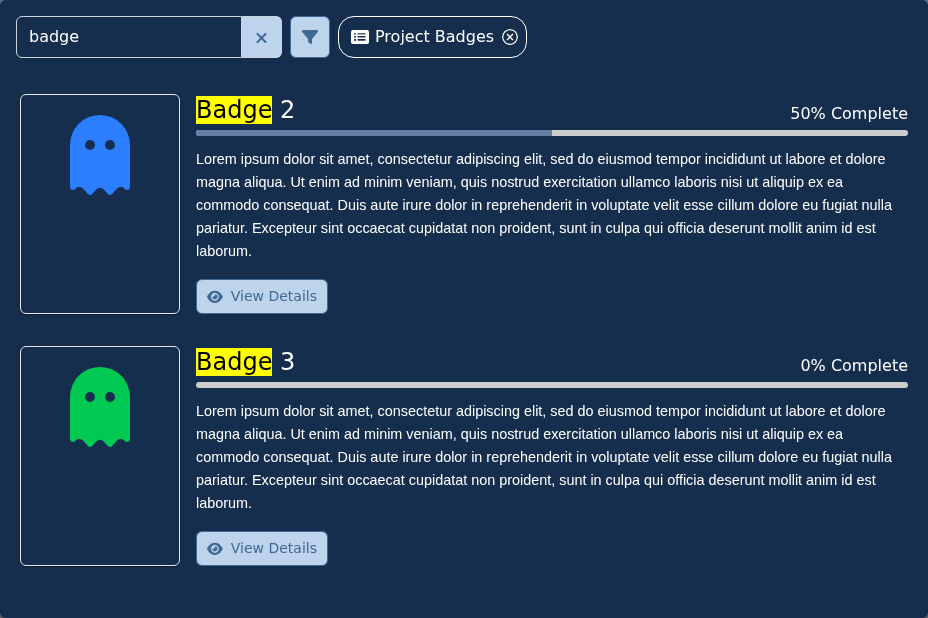 badge
Project Badges
Badge 2
50% Complete
Lorem ipsum dolor sit amet, consectetur adipiscing elit, sed do eiusmod tempor incididunt ut labore et dolore
magna aliqua. Ut enim ad minim veniam, quis nostrud exercitation ullamco laboris nisi ut aliquip ex ea
commodo consequat. Duis aute irure dolor in reprehenderit in voluptate velit esse cillum dolore eu fugiat nulla
pariatur. Excepteur sint occaecat cupidatat non proident, sunt in culpa qui officia deserunt mollit anim id est
laborum.
View Details
Badge 3
0% Complete
Lorem ipsum dolor sit amet, consectetur adipiscing elit, sed do eiusmod tempor incididunt ut labore et dolore
magna aliqua. Ut enim ad minim veniam, quis nostrud exercitation ullamco laboris nisi ut aliquip ex ea
commodo consequat. Duis aute irure dolor in reprehenderit in voluptate velit esse cillum dolore eu fugiat nulla
pariatur. Excepteur sint occaecat cupidatat non proident, sunt in culpa qui officia deserunt mollit anim id est
laborum.
View Details